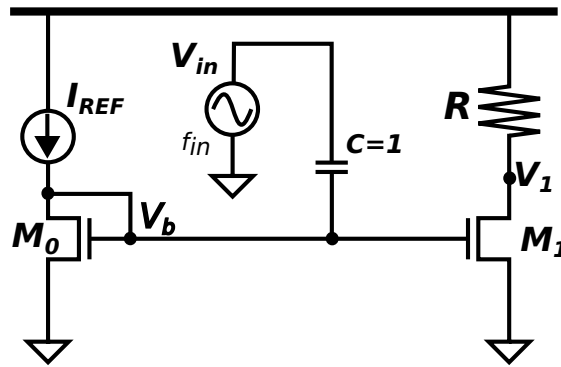 I_REF
V_in
f_in
C=1
R
V_1
M_0
V_b
M_1